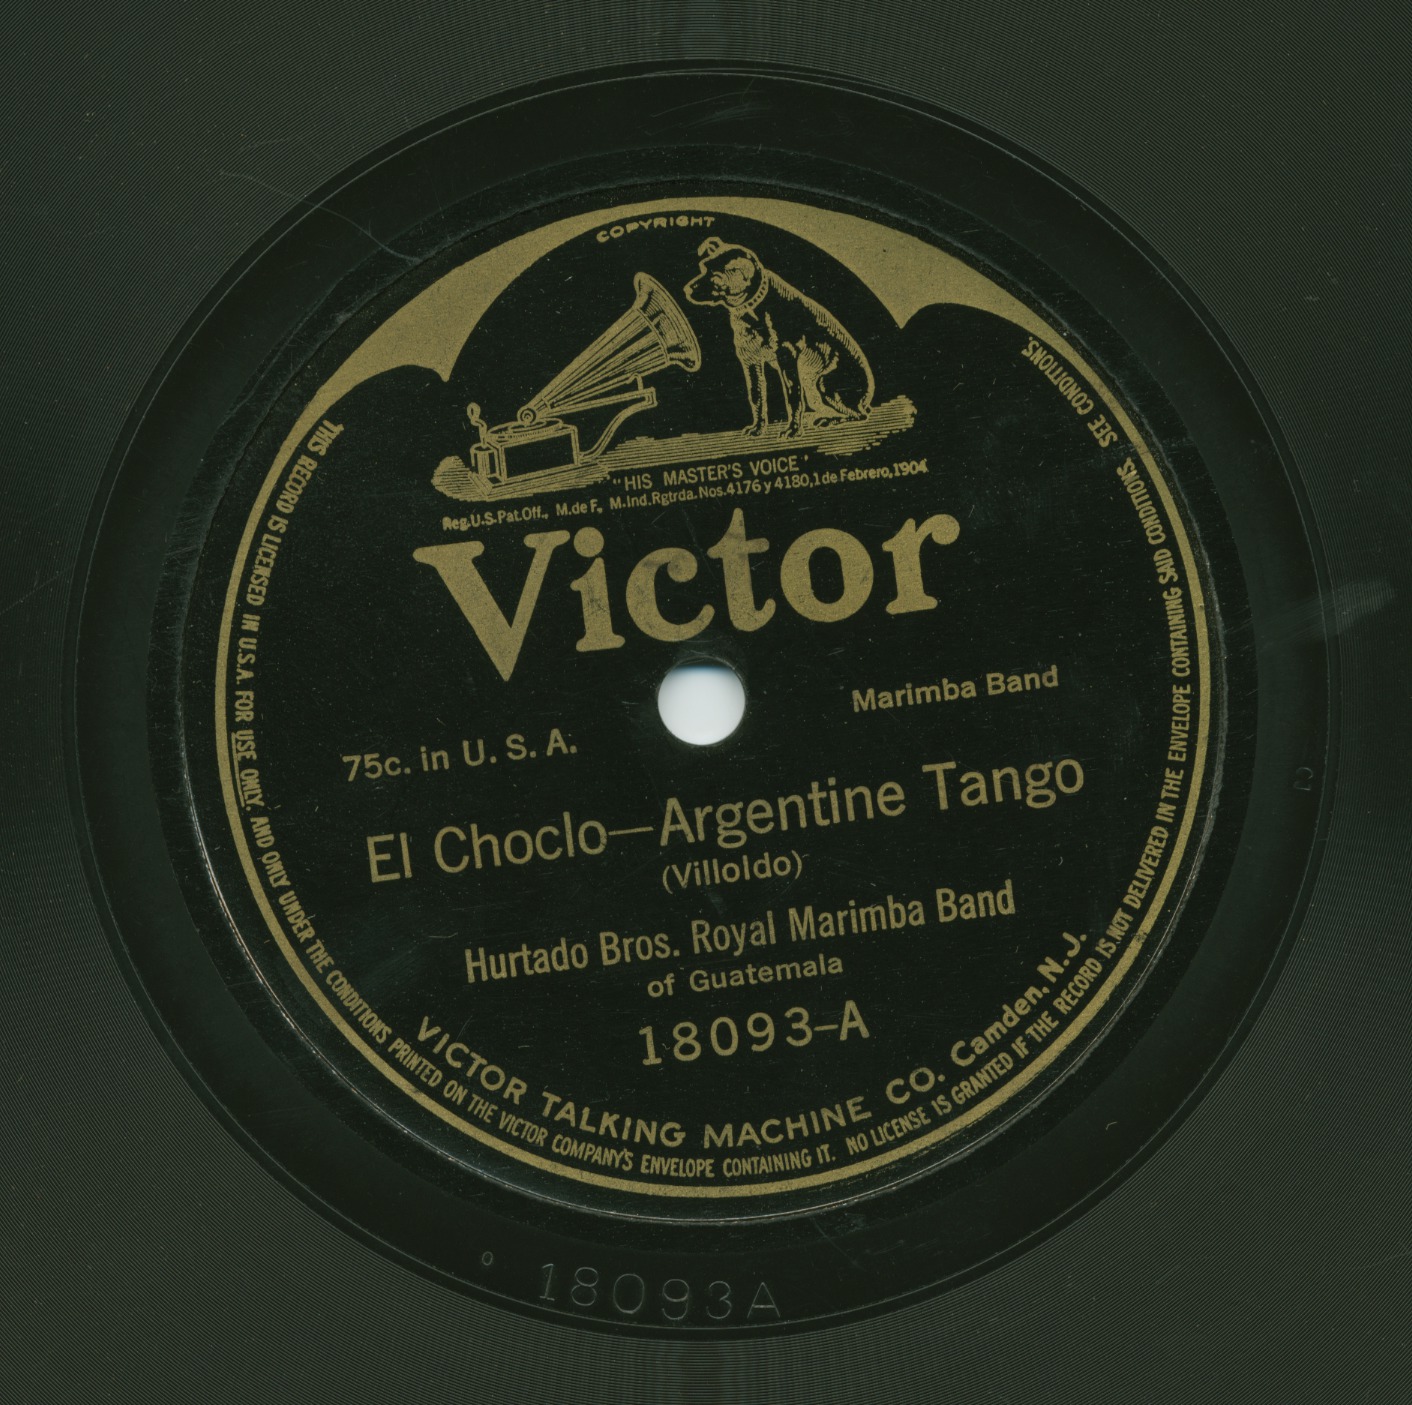 COPYRIGHT
"HIS MASTER'S VOICE'
Reg.U.S.Pat.Off., M.de F., M.Ind.Rgtrda.Nos.4176 y 4180,1 de Febrero,1904
Victor
Marimba Band
75c. in U.S.A.
El Choclo—Argentine Tango
(Villoldo)
Hurtado Bros. Royal Marimba Band
of Guatemala
18093-A
VICTOR TALKING MACHINE CO. Camden, N.J.
THIS RECORD IS LICENSED IN U.S.A. FOR USE ONLY. AND ONLY UNDER THE CONDITIONS PRINTED ON THE VICTOR COMPANY'S ENVELOPE CONTAINING IT. NO LICENSE IS GRANTED IF THE RECORD IS NOT DELIVERED IN THE ENVELOPE CONTAINING SAID CONDITIONS. SEE CONDITIONS.
18093A